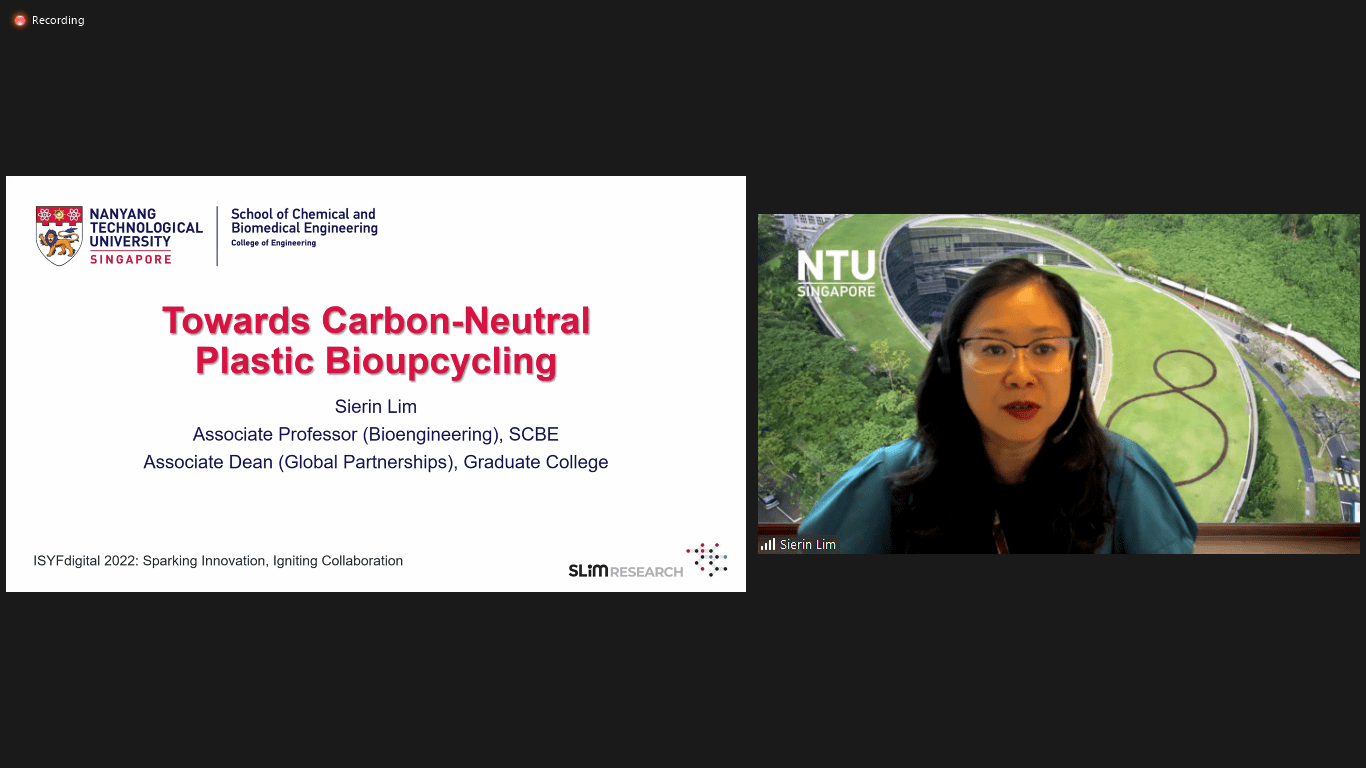 Recording
NANYANG
TECHNOLOGICAL
UNIVERSITY
SINGAPORE
School of Chemical and
Biomedical Engineering
College of Engineering
Towards Carbon-Neutral
Plastic Bioupcycling
Sierin Lim
Associate Professor (Bioengineering), SCBE
Associate Dean (Global Partnerships), Graduate College
ISYFdigital 2022: Sparking Innovation, Igniting Collaboration
SLiM RESEARCH
NTU
SINGAPORE
Sierin Lim